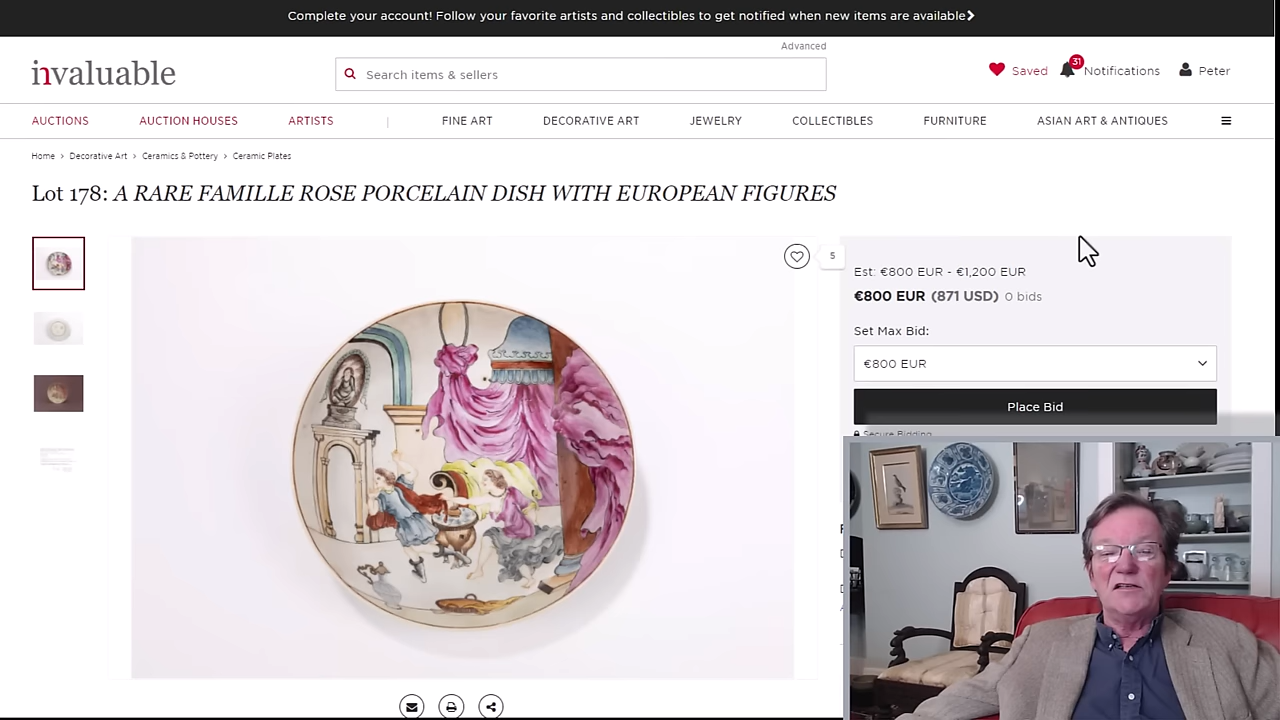 Complete your account! Follow your favorite artists and collectibles to get notified when new items are available
Advanced
invaluable
Search items & sellers
Saved
31
Notifications
Peter
AUCTIONS
AUCTION HOUSES
ARTISTS
FINE ART
DECORATIVE ART
JEWELRY
COLLECTIBLES
FURNITURE
ASIAN ART & ANTIQUES
Home > Decorative Art > Ceramics & Pottery > Ceramic Plates
Lot 178: A RARE FAMILLE ROSE PORCELAIN DISH WITH EUROPEAN FIGURES
5
Est: €800 EUR - €1,200 EUR
€800 EUR (871 USD) 0 bids
Set Max Bid:
€800 EUR
Place Bid
Secure Bidding